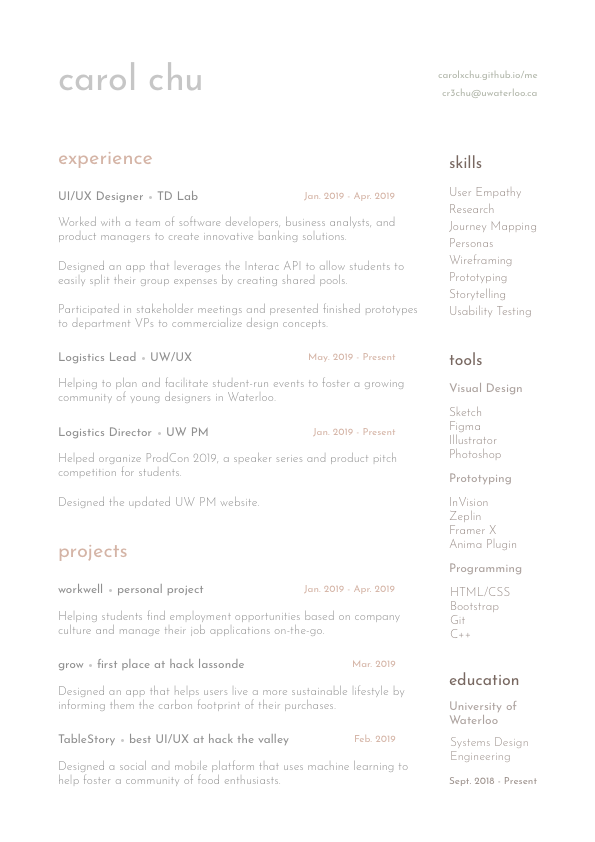 carol chu
carolxchu.github.io/me
cr3chu@uwaterloo.ca
experience
UI/UX Designer • TD Lab
Jan. 2019 - Apr. 2019
Worked with a team of software developers, business analysts, and
product managers to create innovative banking solutions.
Designed an app that leverages the Interac API to allow students to
easily split their group expenses by creating shared pools.
Participated in stakeholder meetings and presented finished prototypes
to department VPs to commercialize design concepts.
Logistics Lead • UW/UX
May. 2019 - Present
Helping to plan and facilitate student-run events to foster a growing
community of young designers in Waterloo.
Logistics Director • UW PM
Jan. 2019 - Present
Helped organize ProdCon 2019, a speaker series and product pitch
competition for students.
Designed the updated UW PM website.
projects
workwell • personal project
Jan. 2019 - Apr. 2019
Helping students find employment opportunities based on company
culture and manage their job applications on-the-go.
grow • first place at hack lassonde
Mar. 2019
Designed an app that helps users live a more sustainable lifestyle by
informing them the carbon footprint of their purchases.
TableStory • best UI/UX at hack the valley
Feb. 2019
Designed a social and mobile platform that uses machine learning to
help foster a community of food enthusiasts.
skills
User Empathy
Research
Journey Mapping
Personas
Wireframing
Prototyping
Storytelling
Usability Testing
tools
Visual Design
Sketch
Figma
Illustrator
Photoshop
Prototyping
InVision
Zeplin
Framer X
Anima Plugin
Programming
HTML/CSS
Bootstrap
Git
C++
education
University of
Waterloo
Systems Design
Engineering
Sept. 2018 - Present